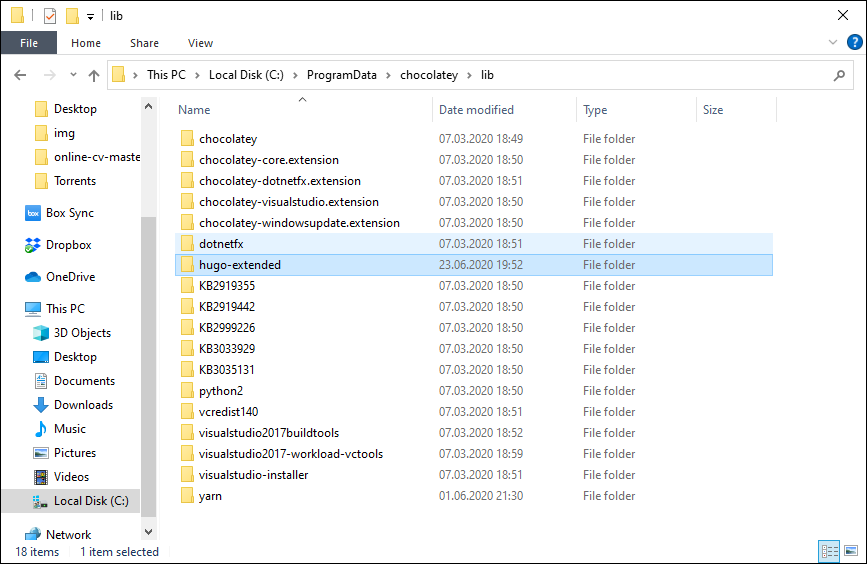 lib
File Home Share View
This PC Local Disk (C:) ProgramData chocolatey lib
Desktop
img
online-cv-maste
Torrents
Box Sync
Dropbox
OneDrive
This PC
3D Objects
Desktop
Documents
Downloads
Music
Pictures
Videos
Local Disk (C:)
Network
Name Date modified Type Size
chocolatey 07.03.2020 18:49 File folder
chocolatey-core.extension 07.03.2020 18:50 File folder
chocolatey-dotnetfx.extension 07.03.2020 18:51 File folder
chocolatey-visualstudio.extension 07.03.2020 18:50 File folder
chocolatey-windowsupdate.extension 07.03.2020 18:50 File folder
dotnetfx 07.03.2020 18:51 File folder
hugo-extended 23.06.2020 19:52 File folder
KB2919355 07.03.2020 18:50 File folder
KB2919442 07.03.2020 18:50 File folder
KB2999226 07.03.2020 18:50 File folder
KB3033929 07.03.2020 18:50 File folder
KB3035131 07.03.2020 18:50 File folder
python2 07.03.2020 18:50 File folder
vcredist140 07.03.2020 18:51 File folder
visualstudio2017buildtools 07.03.2020 18:52 File folder
visualstudio2017-workload-vctools 07.03.2020 18:59 File folder
visualstudio-installer 07.03.2020 18:51 File folder
yarn 01.06.2020 21:30 File folder
18 items 1 item selected